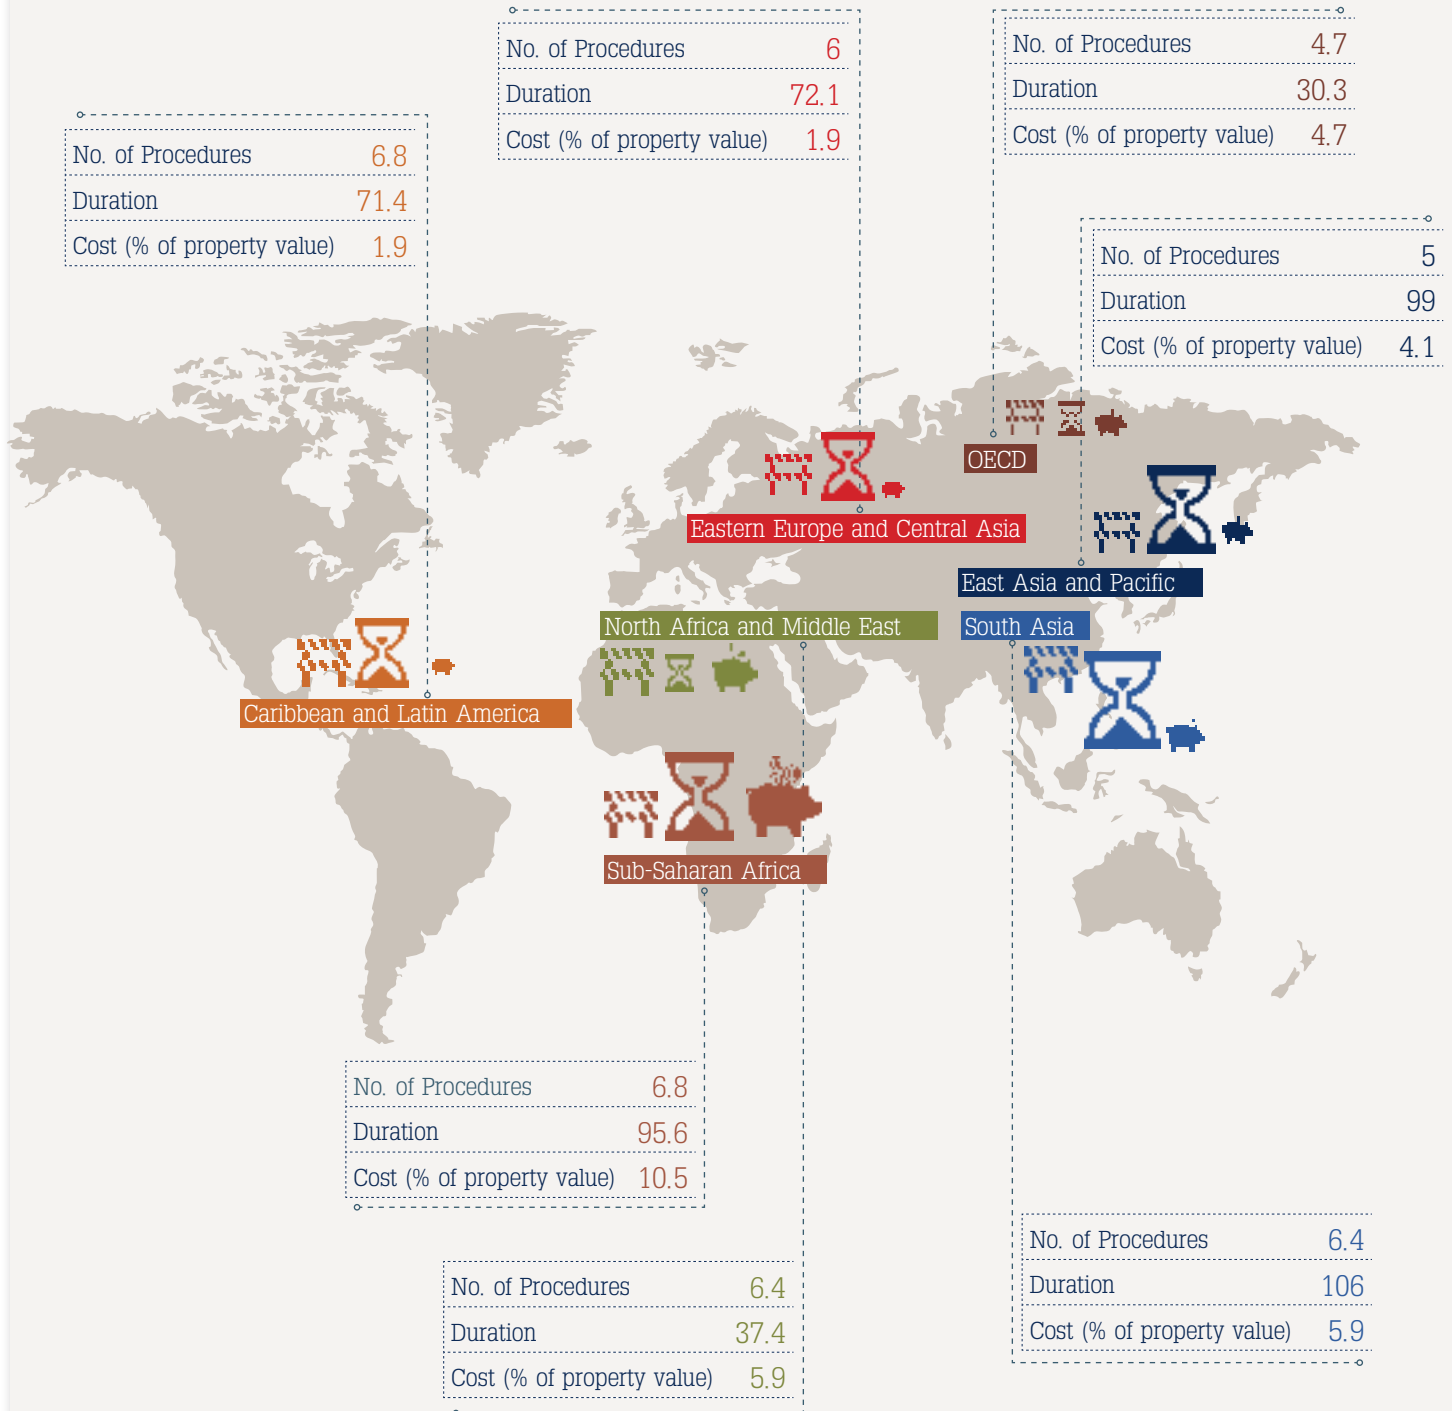 No. of Procedures 6
Duration 72.1
Cost (% of property value) 1.9
No. of Procedures 4.7
Duration 30.3
Cost (% of property value) 4.7
No. of Procedures 6.8
Duration 71.4
Cost (% of property value) 1.9
No. of Procedures 5
Duration 99
Cost (% of property value) 4.1
OECD
Eastern Europe and Central Asia
East Asia and Pacific
North Africa and Middle East
South Asia
Caribbean and Latin America
Sub-Saharan Africa
No. of Procedures 6.8
Duration 95.6
Cost (% of property value) 10.5
No. of Procedures 6.4
Duration 106
Cost (% of property value) 5.9
No. of Procedures 6.4
Duration 37.4
Cost (% of property value) 5.9